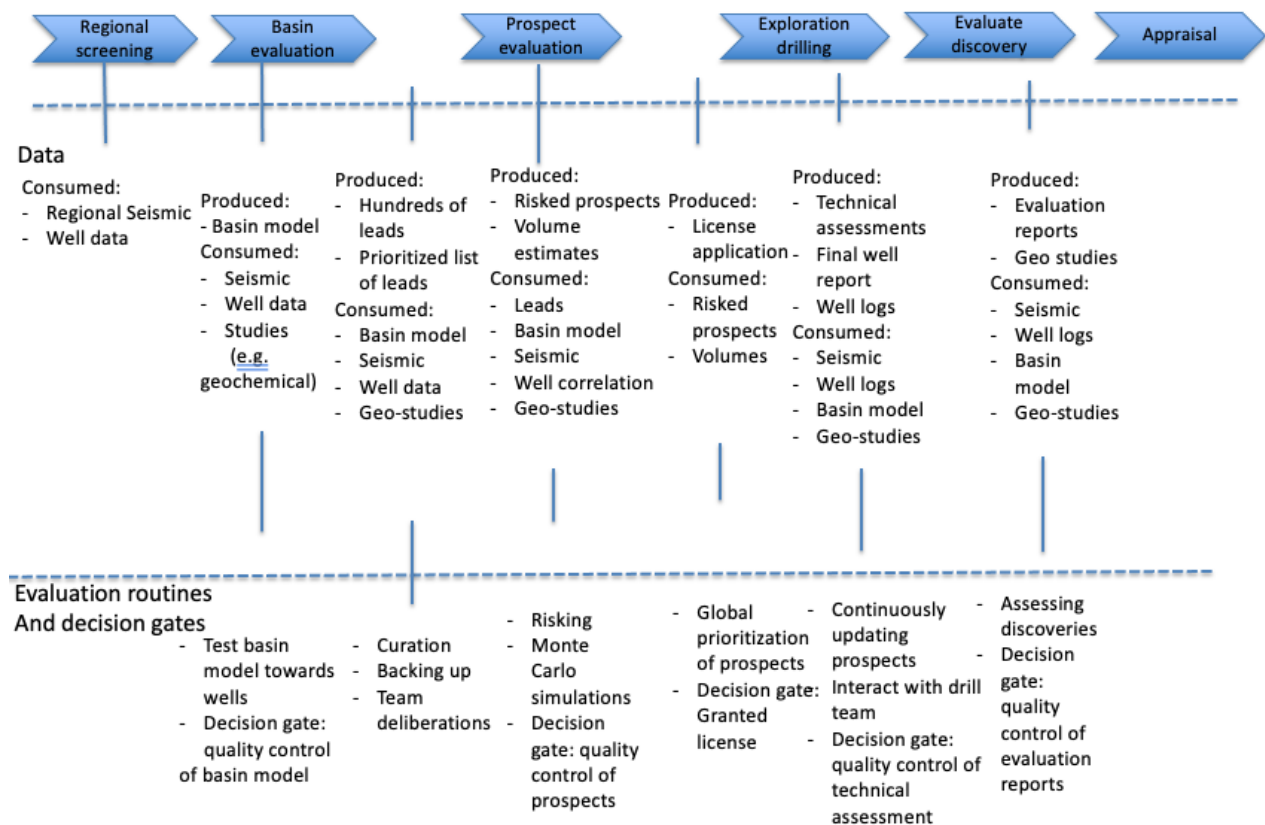 Regional
screening
Basin
evaluation
Prospect
evaluation
Exploration
drilling
Evaluate
discovery
Appraisal
Data
Consumed:
- Regional Seismic
- Well data
Produced:
- Basin model
Consumed:
- Seismic
- Well data
- Studies
(e.g.
geochemical)
Produced:
- Hundreds of
leads
- Prioritized list
of leads
Consumed:
- Basin model
- Seismic
- Well data
- Geo-studies
Produced:
- Risked prospects
- Volume
estimates
Consumed:
- Leads
- Basin model
- Seismic
- Well correlation
- Geo-studies
Produced:
- License
application
Consumed:
- Risked
prospects
- Volumes
Produced:
- Technical
assessments
- Final well
report
- Well logs
Consumed:
- Seismic
- Well logs
- Basin model
- Geo-studies
Produced:
- Evaluation
reports
- Geo studies
Consumed:
- Seismic
- Well logs
- Basin
model
- Geo-studies
Evaluation routines
And decision gates
- Test basin
model towards
wells
- Decision gate:
quality control
of basin model
- Curation
- Backing up
- Team
deliberations
- Risking
- Monte
Carlo
simulations
- Decision
gate: quality
control of
prospects
- Global
prioritization
of prospects
- Decision gate:
Granted
license
- Continuously
updating
prospects
- Interact with drill
team
- Decision gate:
quality control of
technical
assessment
- Assessing
discoveries
- Decision
gate:
quality
control of
evaluation
reports